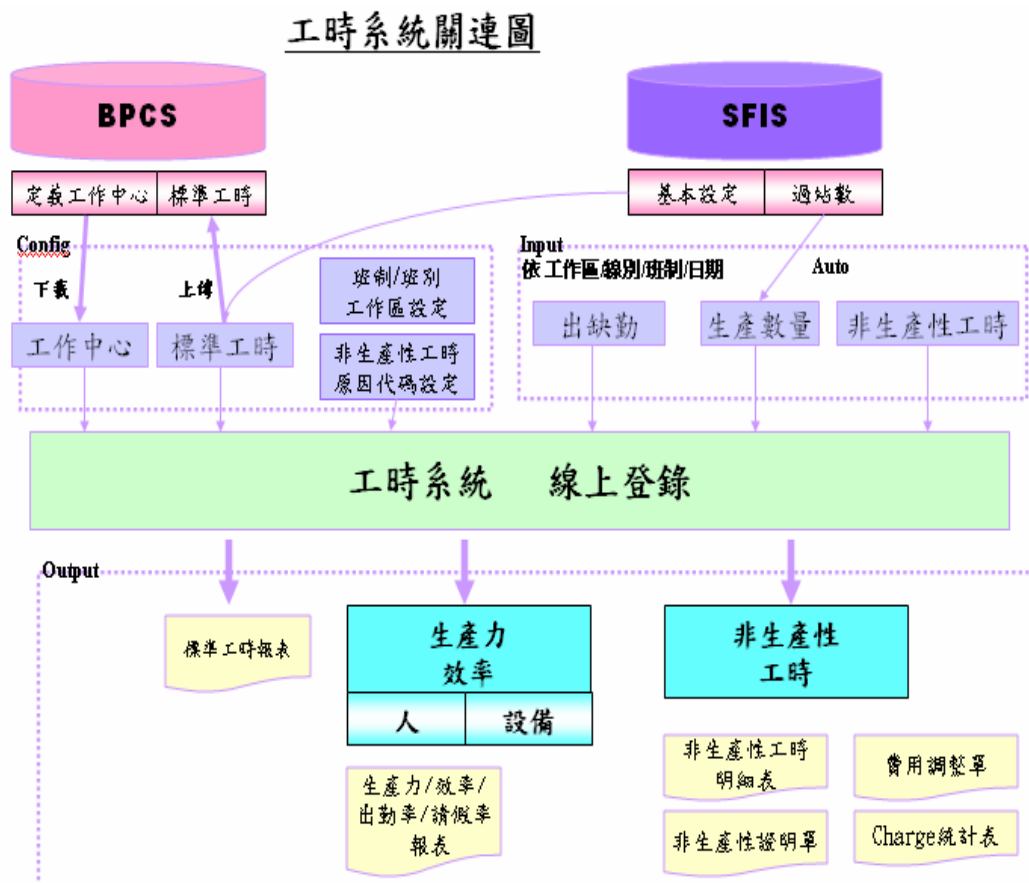 工時系統關連圖
BPCS
SFIS
定義工作中心 標準工時
基本設定 過站數
Config
Input
依工作區/線別/班制/日期
Auto
下載
上傳
班制/班別
工作區設定
工作中心
標準工時
非生產性工時
原因代碼設定
出缺勤
生產數量
非生產性工時
工時系統 線上登錄
Output
標準工時報表
生產力
效率
人 設備
非生產性
工時
生產力/效率/
出勤率/請假率
報表
非生產性工時
明細表
費用調整單
非生產性證明單
Charge統計表